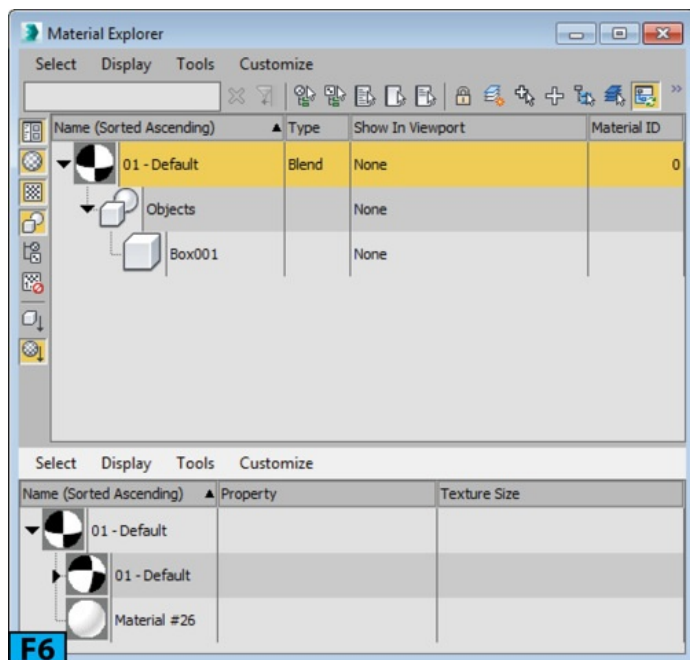 Material Explorer
Select Display Tools Customize
Name (Sorted Ascending) Type Show In Viewport Material ID
01 - Default Blend None 0
Objects None
Box001 None
Select Display Tools Customize
Name (Sorted Ascending) Property Texture Size
01 - Default
01 - Default
Material #26
F6